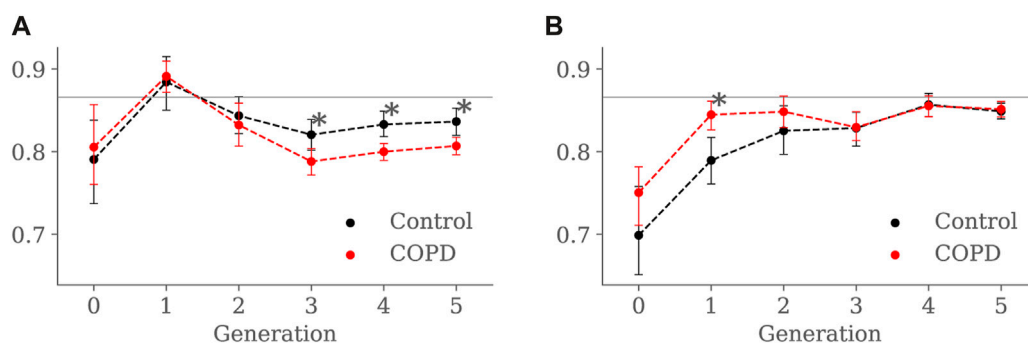 A
0.9
0.8
0.7
* * *
Control
COPD
0 1 2 3 4 5
Generation
B
0.9
0.8
0.7
*
Control
COPD
0 1 2 3 4 5
Generation